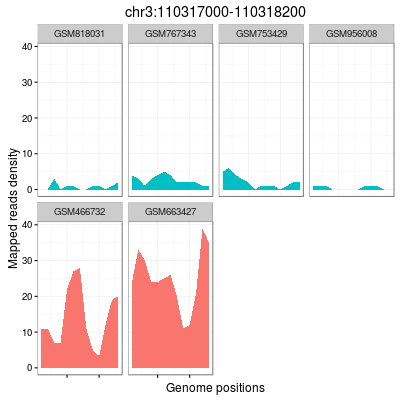 chr3:110317000-110318200
GSM818031 GSM767343 GSM753429 GSM956008
40
30
20
10
0
GSM466732 GSM663427
40
30
20
10
0
Mapped reads density
Genome positions